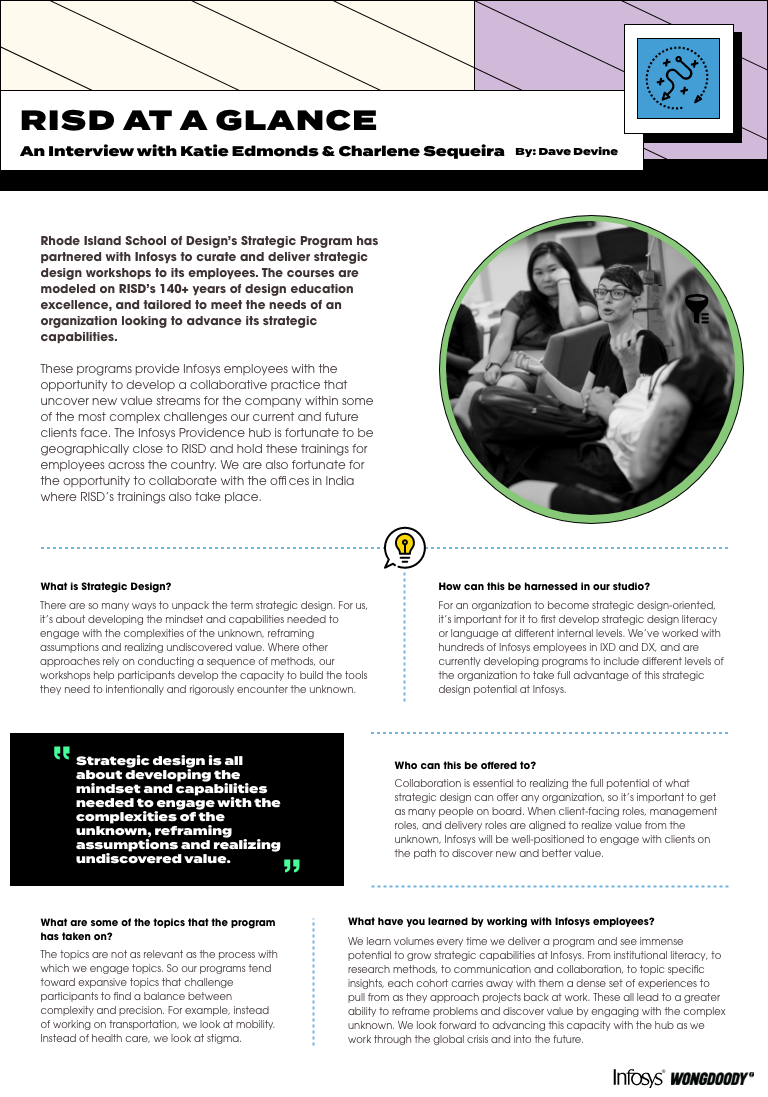 RISD AT A GLANCE
An Interview with Katie Edmonds & Charlene Sequeira By: Dave Devine
Rhode Island School of Design's Strategic Program has
partnered with Infosys to curate and deliver strategic
design workshops to its employees. The courses are
modeled on RISD's 140+ years of design education
excellence, and tailored to meet the needs of an
organization looking to advance its strategic
capabilities.
These programs provide Infosys employees with the
opportunity to develop a collaborative practice that
uncover new value streams for the company within some
of the most complex challenges our current and future
clients face. The Infosys Providence hub is fortunate to be
geographically close to RISD and hold these trainings for
employees across the country. We are also fortunate for
the opportunity to collaborate with the offices in India
where RISD's trainings also take place.
What is Strategic Design?
There are so many ways to unpack the term strategic design. For us,
it's about developing the mindset and capabilities needed to
engage with the complexities of the unknown, reframing
assumptions and realizing undiscovered value. Where other
approaches rely on conducting a sequence of methods, our
workshops help participants develop the capacity to build the tools
they need to intentionally and rigorously encounter the unknown.
How can this be harnessed in our studio?
For an organization to become strategic design-oriented,
it's important for it to first develop strategic design literacy
or language at different internal levels. We've worked with
hundreds of Infosys employees in IXD and DX, and are
currently developing programs to include different levels of
the organization to take full advantage of this strategic
design potential at Infosys.
" Strategic design is all
about developing the
mindset and capabilities
needed to engage with the
complexities of the
unknown, reframing
assumptions and realizing
undiscovered value. "
Who can this be offered to?
Collaboration is essential to realizing the full potential of what
strategic design can offer any organization, so it's important to get
as many people on board. When client-facing roles, management
roles, and delivery roles are aligned to realize value from the
unknown, Infosys will be well-positioned to engage with clients on
the path to discover new and better value.
What are some of the topics that the program
has taken on?
The topics are not as relevant as the process with
which we engage topics. So our programs tend
toward expansive topics that challenge
participants to find a balance between
complexity and precision. For example, instead
of working on transportation, we look at mobility.
Instead of health care, we look at stigma.
What have you learned by working with Infosys employees?
We learn volumes every time we deliver a program and see immense
potential to grow strategic capabilities at Infosys. From institutional literacy, to
research methods, to communication and collaboration, to topic specific
insights, each cohort carries away with them a dense set of experiences to
pull from as they approach projects back at work. These all lead to a greater
ability to reframe problems and discover value by engaging with the complex
unknown. We look forward to advancing this capacity with the hub as we
work through the global crisis and into the future.
Infosys® WONGDOODY